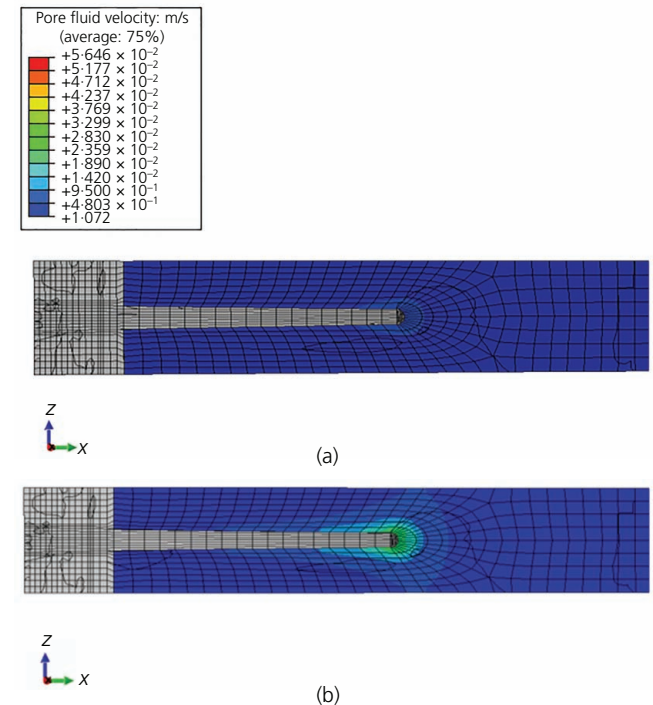 Pore fluid velocity: m/s
(average: 75%)
+5·646 × 10⁻²
+5·177 × 10⁻²
+4·712 × 10⁻²
+4·237 × 10⁻²
+3·769 × 10⁻²
+3·299 × 10⁻²
+2·830 × 10⁻²
+2·359 × 10⁻²
+1·890 × 10⁻²
+1·420 × 10⁻²
+9·500 × 10⁻¹
+4·803 × 10⁻¹
+1·072
Z
X
(a)
Z
X
(b)